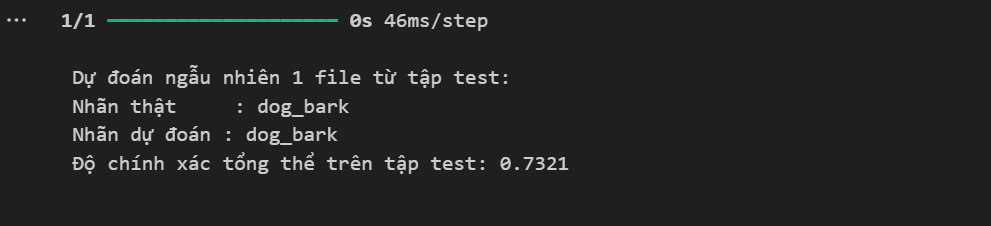 ... 1/1 ━━━━━━━━━━━━━━━━━━━━ 0s 46ms/step
Dự đoán ngẫu nhiên 1 file từ tập test:
Nhãn thật     : dog_bark
Nhãn dự đoán : dog_bark
Độ chính xác tổng thể trên tập test: 0.7321